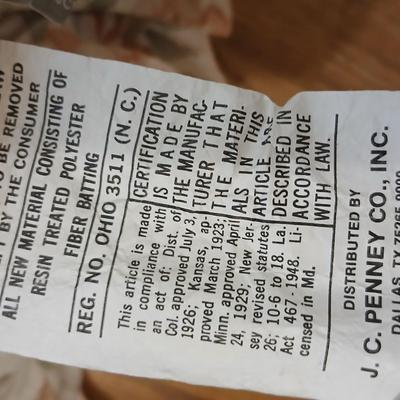 TO BE REMOVED
BY THE CONSUMER
ALL NEW MATERIAL CONSISTING OF
RESIN TREATED POLYESTER
FIBER BATTING
REG. NO. OHIO 3511 (N. C.)
CERTIFICATION
IS MADE BY
THE MANUFAC-
TURER THAT
THE MATERI-
ALS IN THIS
ARTICLE ARE
DESCRIBED IN
ACCORDANCE
WITH LAW.
This article is made
in compliance with
an act of: Dist. of
Col. approved July 3,
1926; Kansas, ap-
proved March 1923;
Minn. approved April
24, 1929; New Jer-
sey revised statutes
26; 10-6 to 18. La.
Act 467-1948. Li-
censed in Md.
DISTRIBUTED BY
J. C. PENNEY CO., INC.
DALLAS, TX 75265